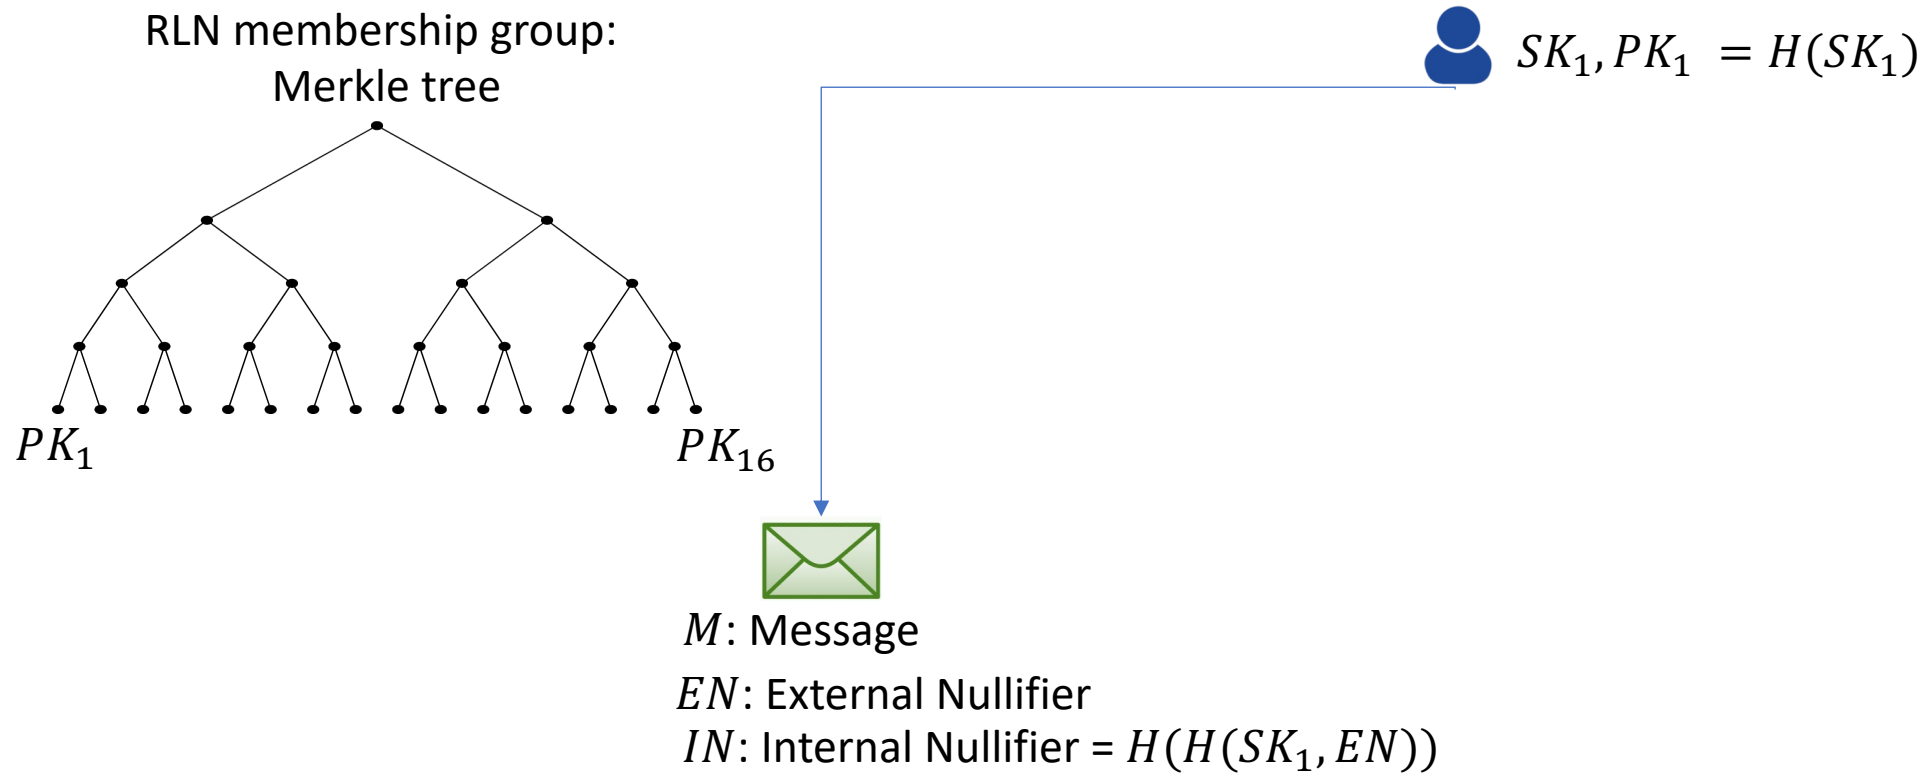 RLN membership group:
Merkle tree
SK₁, PK₁ = H(SK₁)
PK₁
PK₁₆
M: Message
EN: External Nullifier
IN: Internal Nullifier = H(H(SK₁, EN))